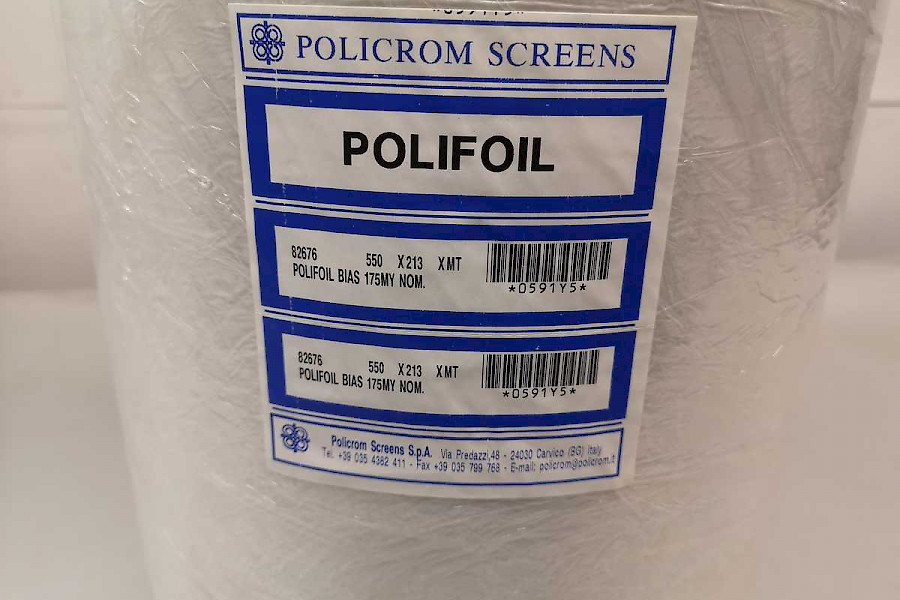 *0591Y5*
POLICROM SCREENS
POLIFOIL
82676 550 X213 XMT
POLIFOIL BIAS 175MY NOM.
*0591Y5*
82676 550 X213 XMT
POLIFOIL BIAS 175MY NOM.
*0591Y5*
Policrom Screens S.p.A. Via Predazzi,48 - 24030 Carvico (BG) Italy
Tel. +39 035 4382 411 - Fax +39 035 799 768 - E-mail: policrom@policrom.it